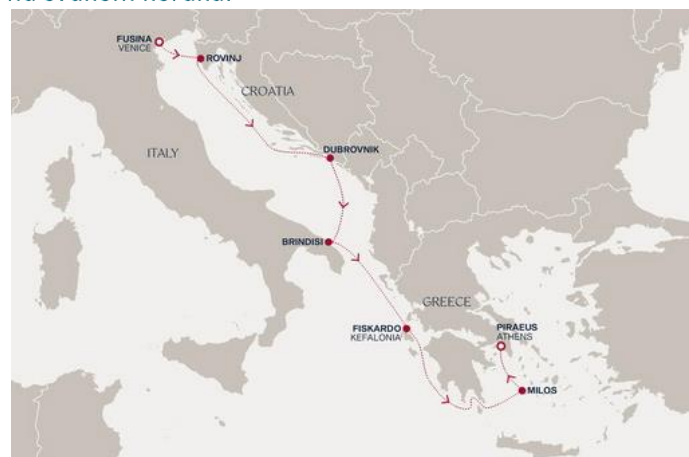 FUSINA
VENICE
ROVINJ
CROATIA
ITALY
DUBROVNIK
BRINDISI
GREECE
FISKARDO
KEFALONIA
PIRAEUS
ATHENS
MILOS